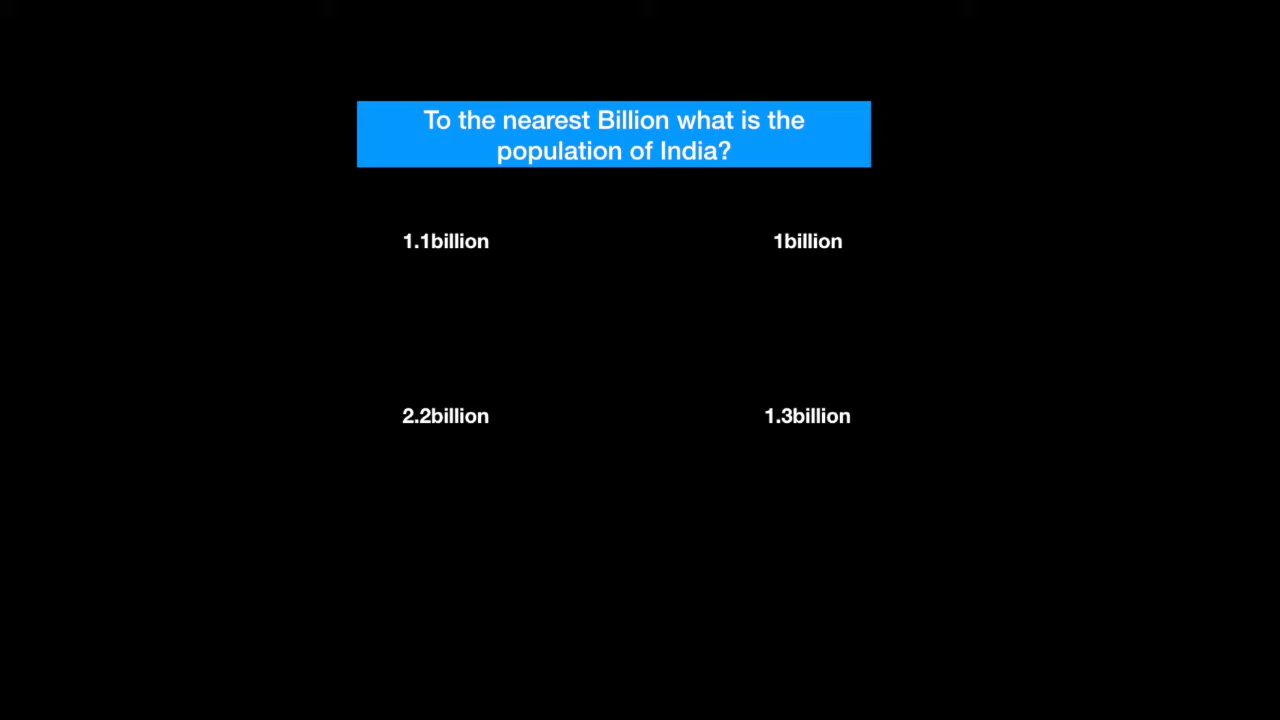 To the nearest Billion what is the
population of India?
1.1billion
1billion
2.2billion
1.3billion